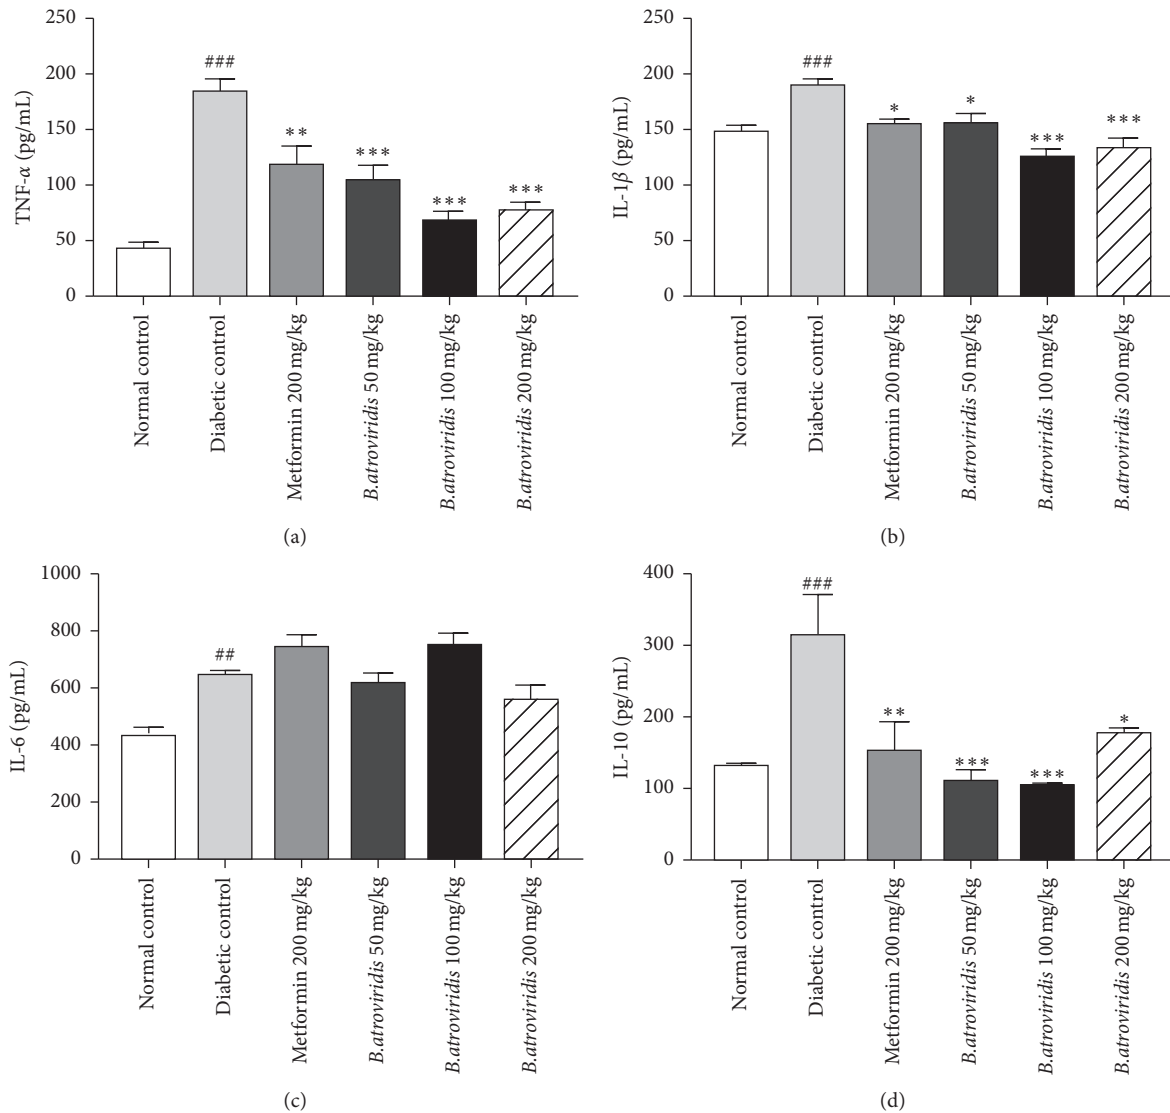 250
200
150
100
50
0
TNF-α (pg/mL)
###
**
***
***
***
Normal control
Diabetic control
Metformin 200 mg/kg
B.atroviridis 50 mg/kg
B.atroviridis 100 mg/kg
B.atroviridis 200 mg/kg
(a)
250
200
150
100
50
0
IL-1β (pg/mL)
###
*
*
***
***
Normal control
Diabetic control
Metformin 200 mg/kg
B.atroviridis 50 mg/kg
B.atroviridis 100 mg/kg
B.atroviridis 200 mg/kg
(b)
1000
800
600
400
200
0
IL-6 (pg/mL)
##
Normal control
Diabetic control
Metformin 200 mg/kg
B.atroviridis 50 mg/kg
B.atroviridis 100 mg/kg
B.atroviridis 200 mg/kg
(c)
400
300
200
100
0
IL-10 (pg/mL)
###
**
***
***
*
Normal control
Diabetic control
Metformin 200 mg/kg
B.atroviridis 50 mg/kg
B.atroviridis 100 mg/kg
B.atroviridis 200 mg/kg
(d)